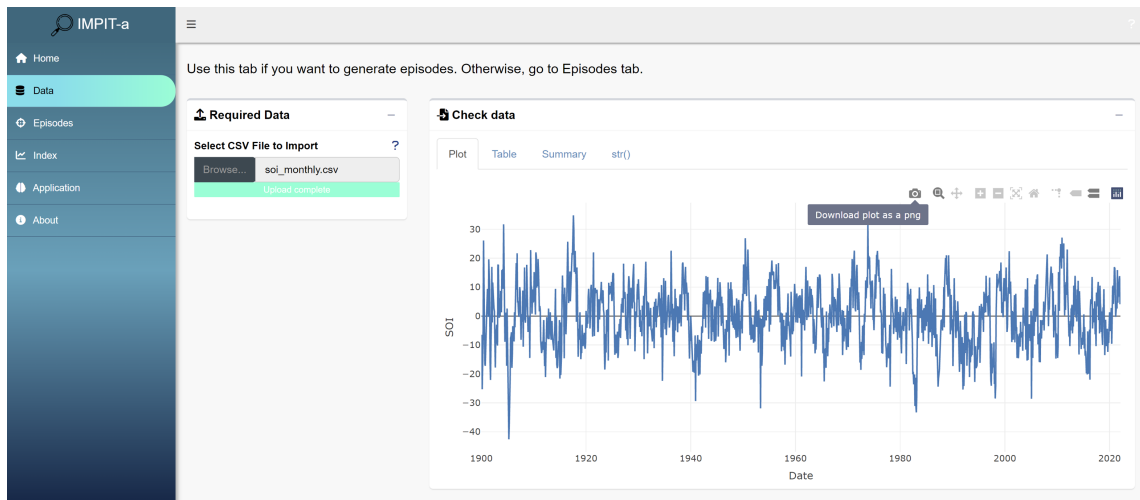 IMPIT-a
?
Home
Data
Episodes
Index
Application
About
Use this tab if you want to generate episodes. Otherwise, go to Episodes tab.
Required Data
Select CSV File to Import ?
Browse... soi_monthly.csv
Upload complete
Check data
Plot Table Summary str()
Download plot as a png
SOI
30
20
10
0
−10
−20
−30
−40
1900 1920 1940 1960 1980 2000 2020
Date